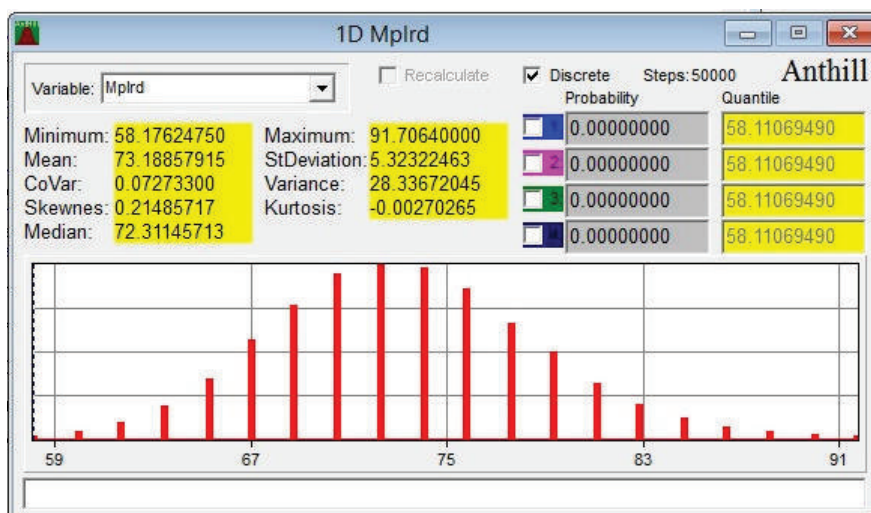 1D Mplrd
Variable: Mplrd
Recalculate
Discrete Steps:50000 Anthill
Probability Quantile
Minimum: 58.17624750 Maximum: 91.70640000
Mean: 73.18857915 StDeviation: 5.32322463
CoVar: 0.07273300 Variance: 28.33672045
Skewnes: 0.21485717 Kurtosis: -0.00270265
Median: 72.31145713
0.00000000 58.11069490
2 0.00000000 58.11069490
3 0.00000000 58.11069490
0.00000000 58.11069490
59 67 75 83 91